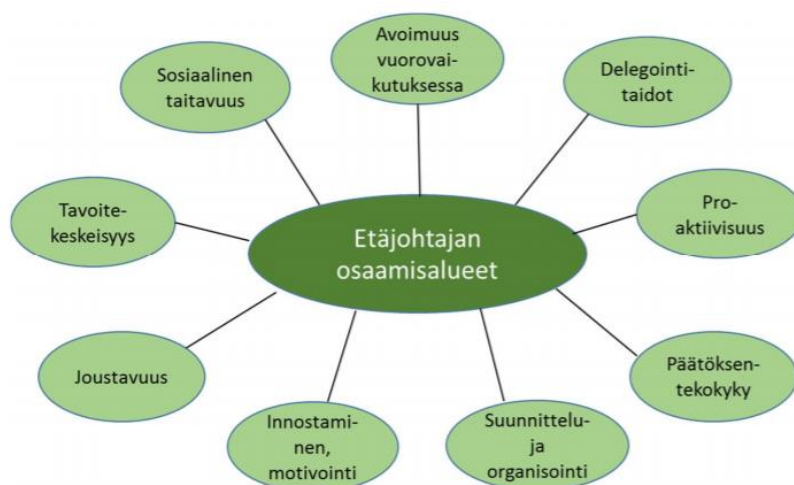 Avoimuus
vuorovai-
kutuksessa
Sosiaalinen
taitavuus
Delegointi-
taidot
Tavoite-
keskeisyys
Pro-
aktiivisuus
Etäjohtajan
osaamisalueet
Joustavuus
Päätöksen-
tekokyky
Innostami-
nen,
motivointi
Suunnittelu-
ja
organisointi